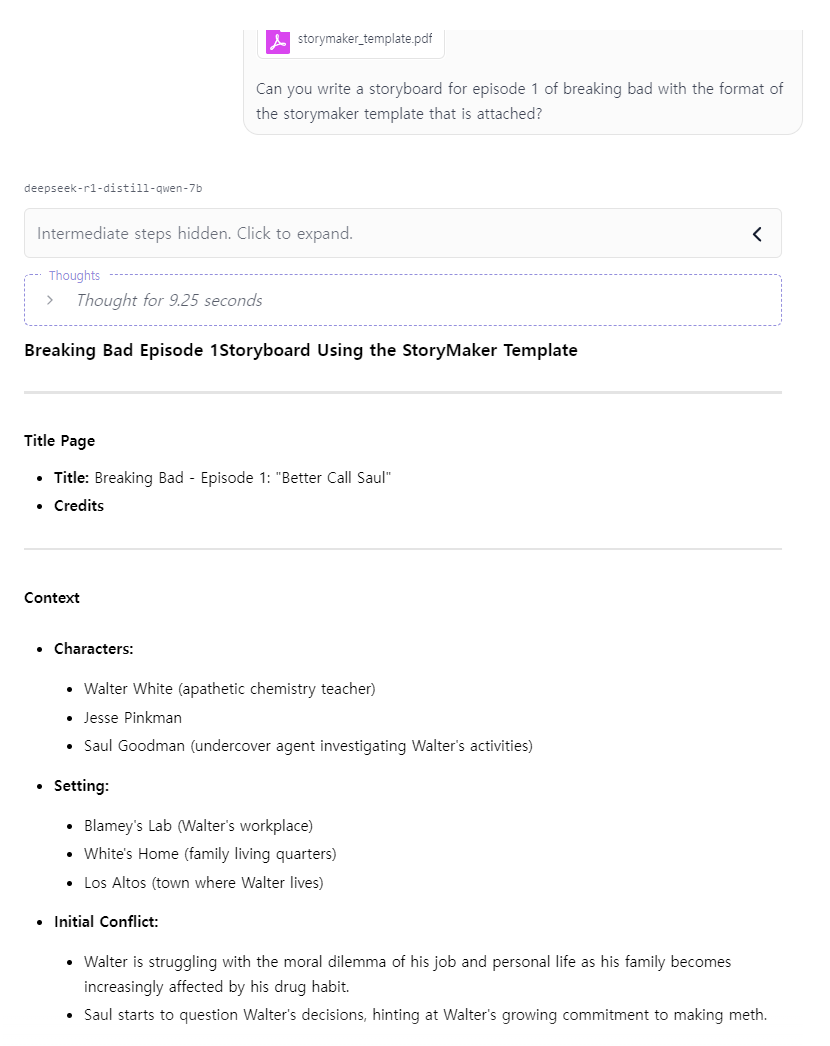 storymaker_template.pdf
Can you write a storyboard for episode 1 of breaking bad with the format of
the storymaker template that is attached?
deepseek-r1-distill-qwen-7b
Intermediate steps hidden. Click to expand.
Thoughts
Thought for 9.25 seconds
Breaking Bad Episode 1Storyboard Using the StoryMaker Template
Title Page
Title: Breaking Bad - Episode 1: "Better Call Saul"
Credits
Context
Characters:
Walter White (apathetic chemistry teacher)
Jesse Pinkman
Saul Goodman (undercover agent investigating Walter's activities)
Setting:
Blamey's Lab (Walter's workplace)
White's Home (family living quarters)
Los Altos (town where Walter lives)
Initial Conflict:
Walter is struggling with the moral dilemma of his job and personal life as his family becomes
increasingly affected by his drug habit.
Saul starts to question Walter's decisions, hinting at Walter's growing commitment to making meth.